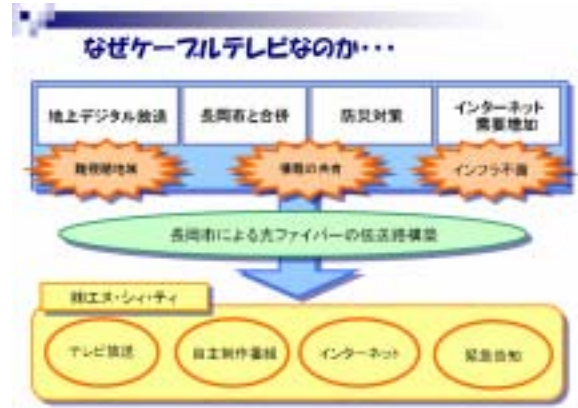 なぜケーブルテレビなのか・・・
地上デジタル放送
長岡市と合併
防災対策
インターネット
需要増加
難視聴地域
情報の共有
インフラ不備
長岡市による光ファイバーの伝送路構築
㈱エヌ・シィ・ティ
テレビ放送
自主制作番組
インターネット
緊急告知